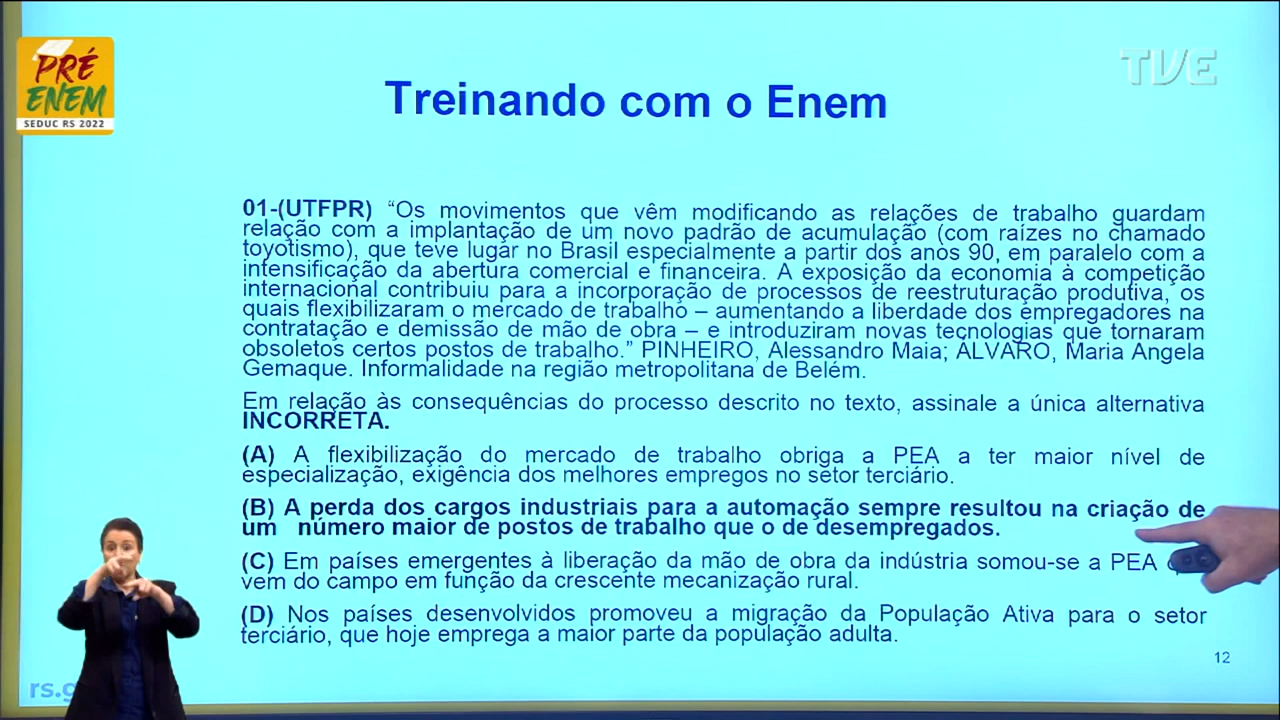 PRÉ
ENEM
SEDUC RS 2022
TVE
Treinando com o Enem
01-(UTFPR) “Os movimentos que vêm modificando as relações de trabalho guardam
relação com a implantação de um novo padrão de acumulação (com raízes no chamado
toyotismo), que teve lugar no Brasil especialmente a partir dos anos 90, em paralelo com a
intensificação da abertura comercial e financeira. A exposição da economia à competição
internacional contribuiu para a incorporação de processos de reestruturação produtiva, os
quais flexibilizaram o mercado de trabalho – aumentando a liberdade dos empregadores na
contratação e demissão de mão de obra – e introduziram novas tecnologias que tornaram
obsoletos certos postos de trabalho.” PINHEIRO, Alessandro Maia; ÁLVARO, Maria Angela
Gemaque. Informalidade na região metropolitana de Belém.
Em relação às consequências do processo descrito no texto, assinale a única alternativa
INCORRETA.
(A) A flexibilização do mercado de trabalho obriga a PEA a ter maior nível de
especialização, exigência dos melhores empregos no setor terciário.
(B) A perda dos cargos industriais para a automação sempre resultou na criação de
um número maior de postos de trabalho que o de desempregados.
(C) Em países emergentes à liberação da mão de obra da indústria somou-se a PEA
vem do campo em função da crescente mecanização rural.
(D) Nos países desenvolvidos promoveu a migração da População Ativa para o setor
terciário, que hoje emprega a maior parte da população adulta.
12
rs.g